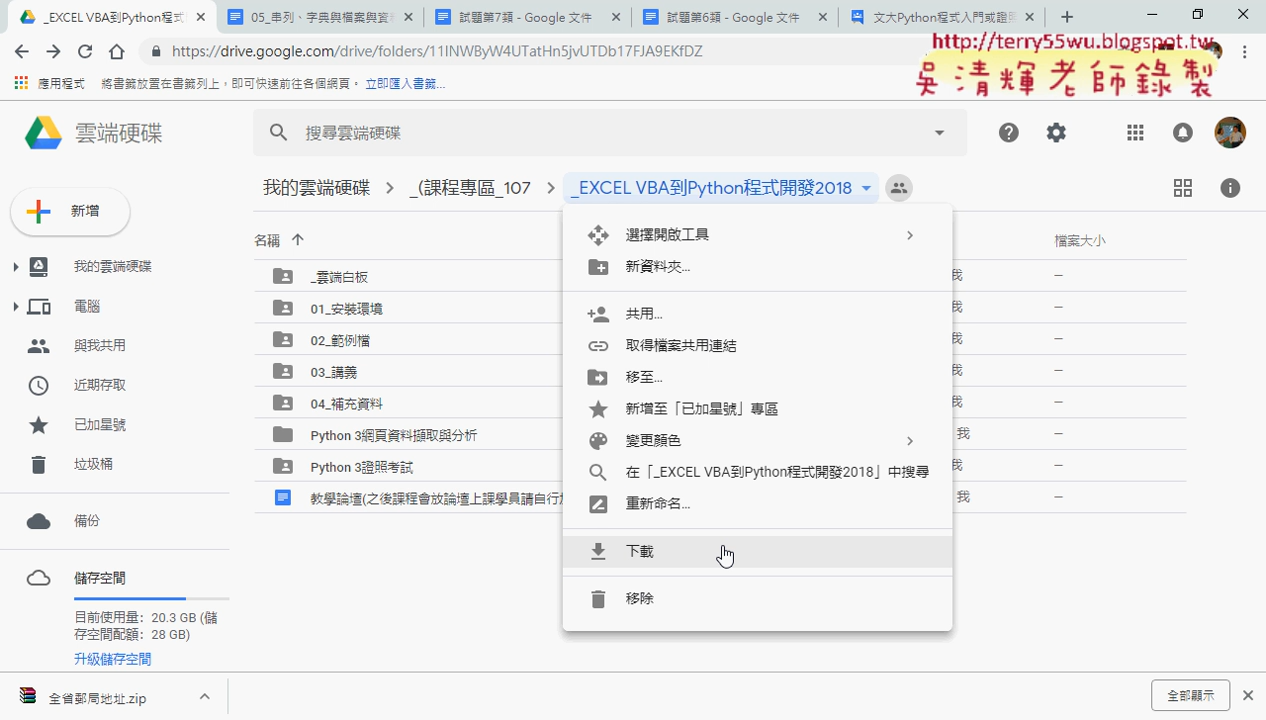 _EXCEL VBA到Python程式
05_串列、字典與檔案與資
試題第7類 - Google 文件
試題第6類 - Google 文件
文大Python程式入門或證
https://drive.google.com/drive/folders/11INWByW4UTatHn5jvUTDb17FJA9EKfDZ
http://terry55wu.blogspot.tw
吳清輝老師錄製
應用程式
將書籤放置在書籤列上，即可快速前往各個網頁。
立即匯入書籤...
雲端硬碟
搜尋雲端硬碟
我的雲端硬碟
_(課程專區_107
_EXCEL VBA到Python程式開發2018
新增
名稱
檔案大小
我的雲端硬碟
電腦
與我共用
近期存取
已加星號
垃圾桶
備份
儲存空間
目前使用量: 20.3 GB (儲
存空間配額: 28 GB)
升級儲存空間
_雲端白板
我
–
01_安裝環境
我
–
02_範例檔
我
–
03_講義
我
–
04_補充資料
我
–
Python 3網頁資料擷取與分析
我
–
Python 3證照考試
我
–
教學論壇(之後課程會放論壇上課學員請自行
我
–
選擇開啟工具
新資料夾...
共用...
取得檔案共用連結
移至...
新增至「已加星號」專區
變更顏色
在「_EXCEL VBA到Python程式開發2018」中搜尋
重新命名...
下載
移除
全省郵局地址.zip
全部顯示